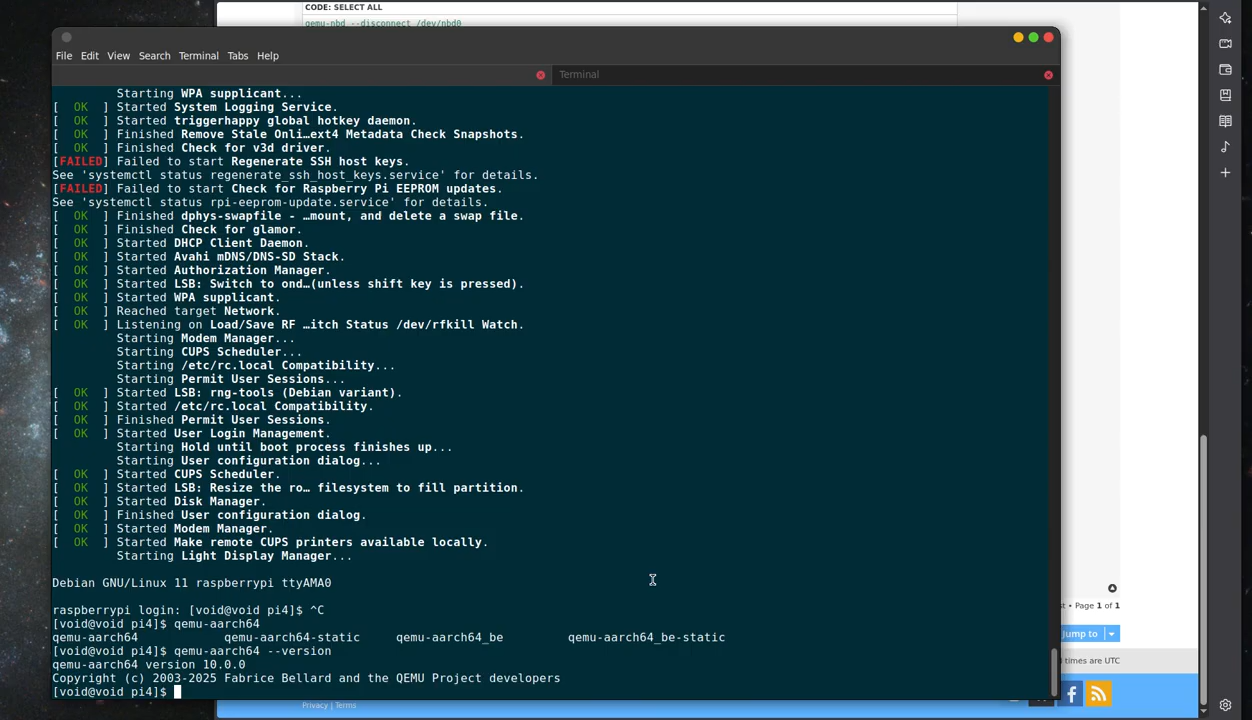 CODE: SELECT ALL
qemu-nbd --disconnect /dev/nbd0
File Edit View Search Terminal Tabs Help
Terminal
Starting WPA supplicant...
[ OK ] Started System Logging Service.
[ OK ] Started triggerhappy global hotkey daemon.
[ OK ] Finished Remove Stale Onli…ext4 Metadata Check Snapshots.
[ OK ] Finished Check for v3d driver.
[FAILED] Failed to start Regenerate SSH host keys.
See 'systemctl status regenerate_ssh_host_keys.service' for details.
[FAILED] Failed to start Check for Raspberry Pi EEPROM updates.
See 'systemctl status rpi-eeprom-update.service' for details.
[ OK ] Finished dphys-swapfile - …mount, and delete a swap file.
[ OK ] Finished Check for glamor.
[ OK ] Started DHCP Client Daemon.
[ OK ] Started Avahi mDNS/DNS-SD Stack.
[ OK ] Started Authorization Manager.
[ OK ] Started LSB: Switch to ond…(unless shift key is pressed).
[ OK ] Started WPA supplicant.
[ OK ] Reached target Network.
[ OK ] Listening on Load/Save RF …itch Status /dev/rfkill Watch.
Starting Modem Manager...
Starting CUPS Scheduler...
Starting /etc/rc.local Compatibility...
Starting Permit User Sessions...
[ OK ] Started LSB: rng-tools (Debian variant).
[ OK ] Started /etc/rc.local Compatibility.
[ OK ] Finished Permit User Sessions.
[ OK ] Started User Login Management.
Starting Hold until boot process finishes up...
Starting User configuration dialog...
[ OK ] Started CUPS Scheduler.
[ OK ] Started LSB: Resize the ro… filesystem to fill partition.
[ OK ] Started Disk Manager.
[ OK ] Finished User configuration dialog.
[ OK ] Started Modem Manager.
[ OK ] Started Make remote CUPS printers available locally.
Starting Light Display Manager...
Debian GNU/Linux 11 raspberrypi ttyAMA0
raspberrypi login: [void@void pi4]$ ^C
[void@void pi4]$ qemu-aarch64
qemu-aarch64 qemu-aarch64-static qemu-aarch64_be qemu-aarch64_be-static
[void@void pi4]$ qemu-aarch64 --version
qemu-aarch64 version 10.0.0
Copyright (c) 2003-2025 Fabrice Bellard and the QEMU Project developers
[void@void pi4]$
• Page 1 of 1
Jump to
times are UTC
Privacy | Terms